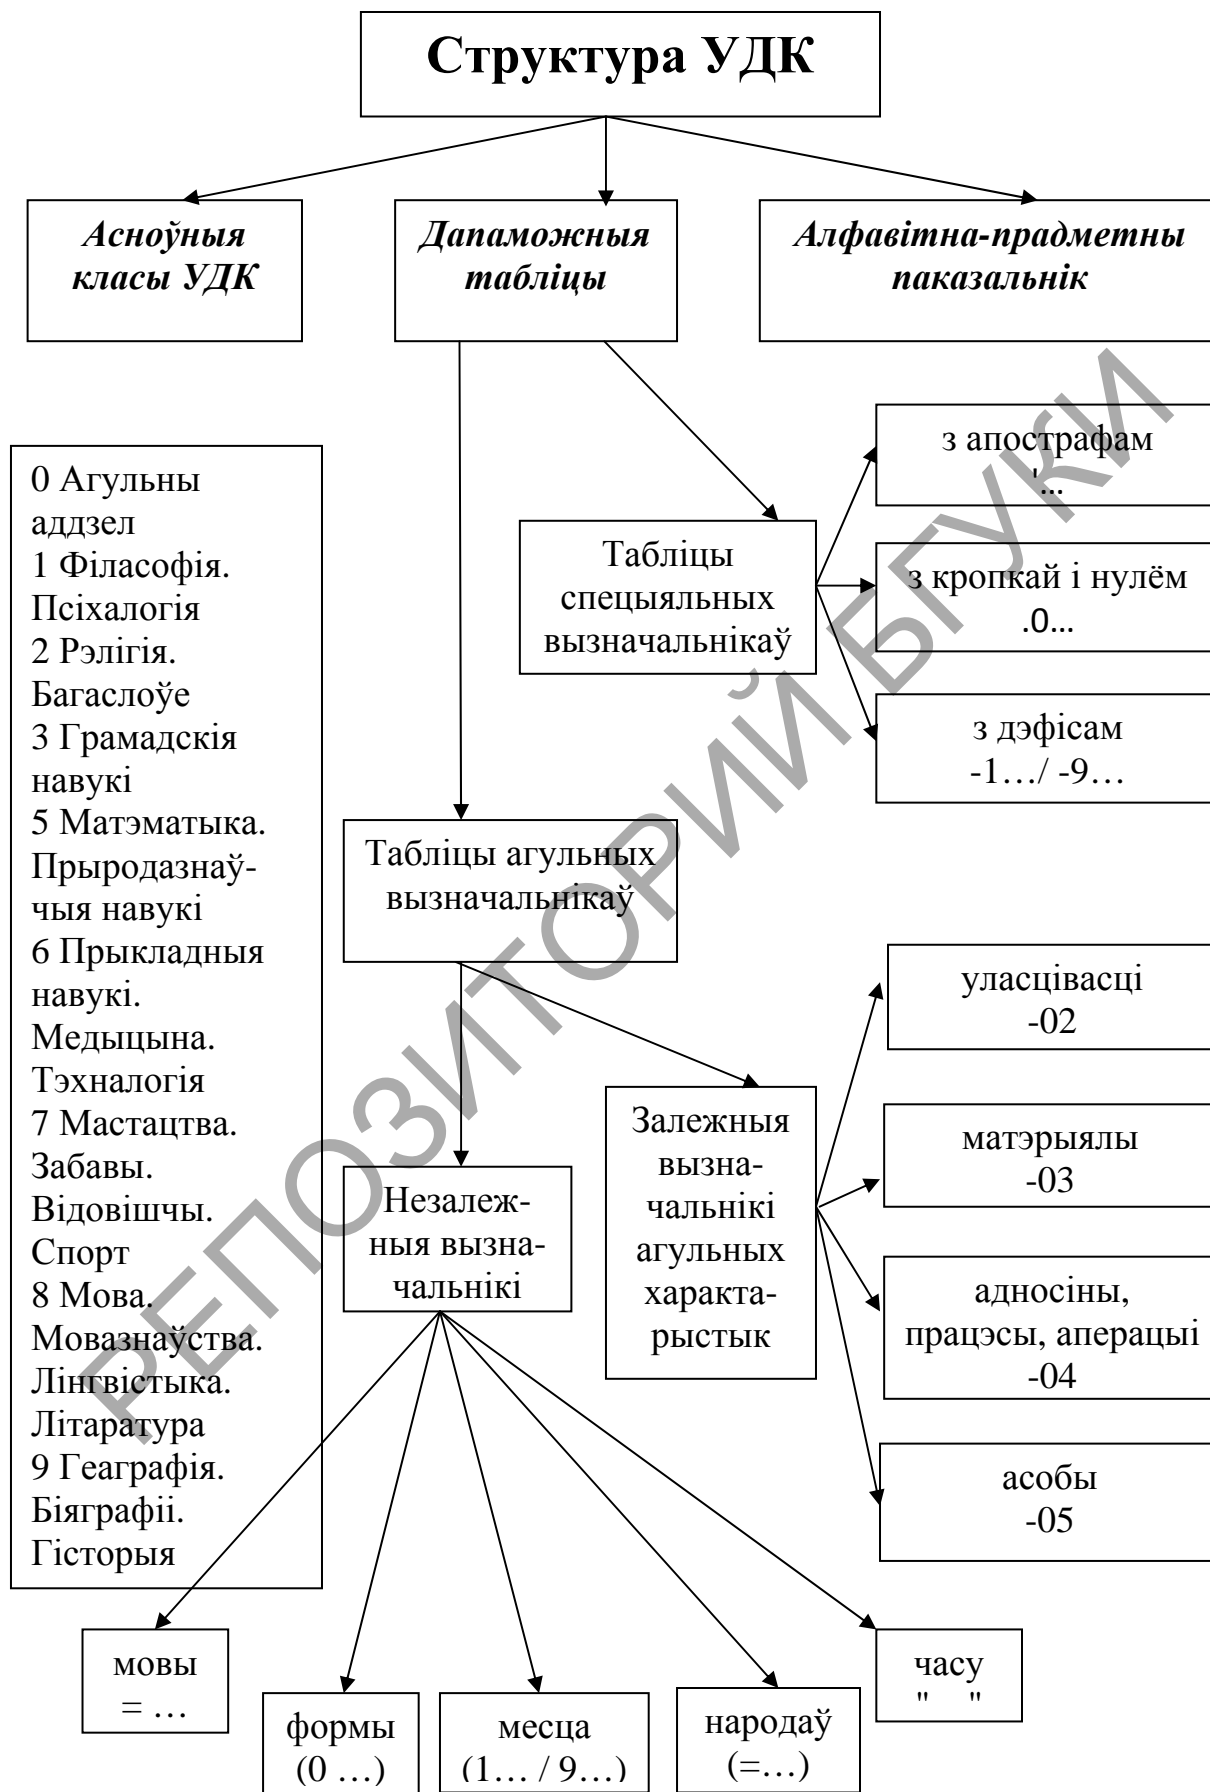 Структура УДК
Асноўныя
класы УДК
Дапаможныя
табліцы
Алфавітна-прадметны
паказальнік
0 Агульны
аддзел
1 Філасофія.
Псіхалогія
2 Рэлігія.
Багаслоўе
3 Грамадскія
навукі
5 Матэматыка.
Прыродазнаў-
чыя навукі
6 Прыкладныя
навукі.
Медыцына.
Тэхналогія
7 Мастацтва.
Забавы.
Відовішчы.
Спорт
8 Мова.
Мовазнаўства.
Лінгвістыка.
Літаратура
9 Геаграфія.
Біяграфіі.
Гісторыя
Табліцы
спецыяльных
вызначальнікаў
з апострафам
'...
з кропкай і нулём
.0...
з дэфісам
-1…/ -9…
Табліцы агульных
вызначальнікаў
Незалеж-
ныя вызна-
чальнікі
Залежныя
вызна-
чальнікі
агульных
характа-
рыстык
уласцівасці
-02
матэрыялы
-03
адносіны,
працэсы, аперацыі
-04
асобы
-05
мовы
= …
формы
(0 …)
месца
(1… / 9…)
народаў
(=…)
часу
" "
РЕПОЗИТОРИЙ БГУКИ